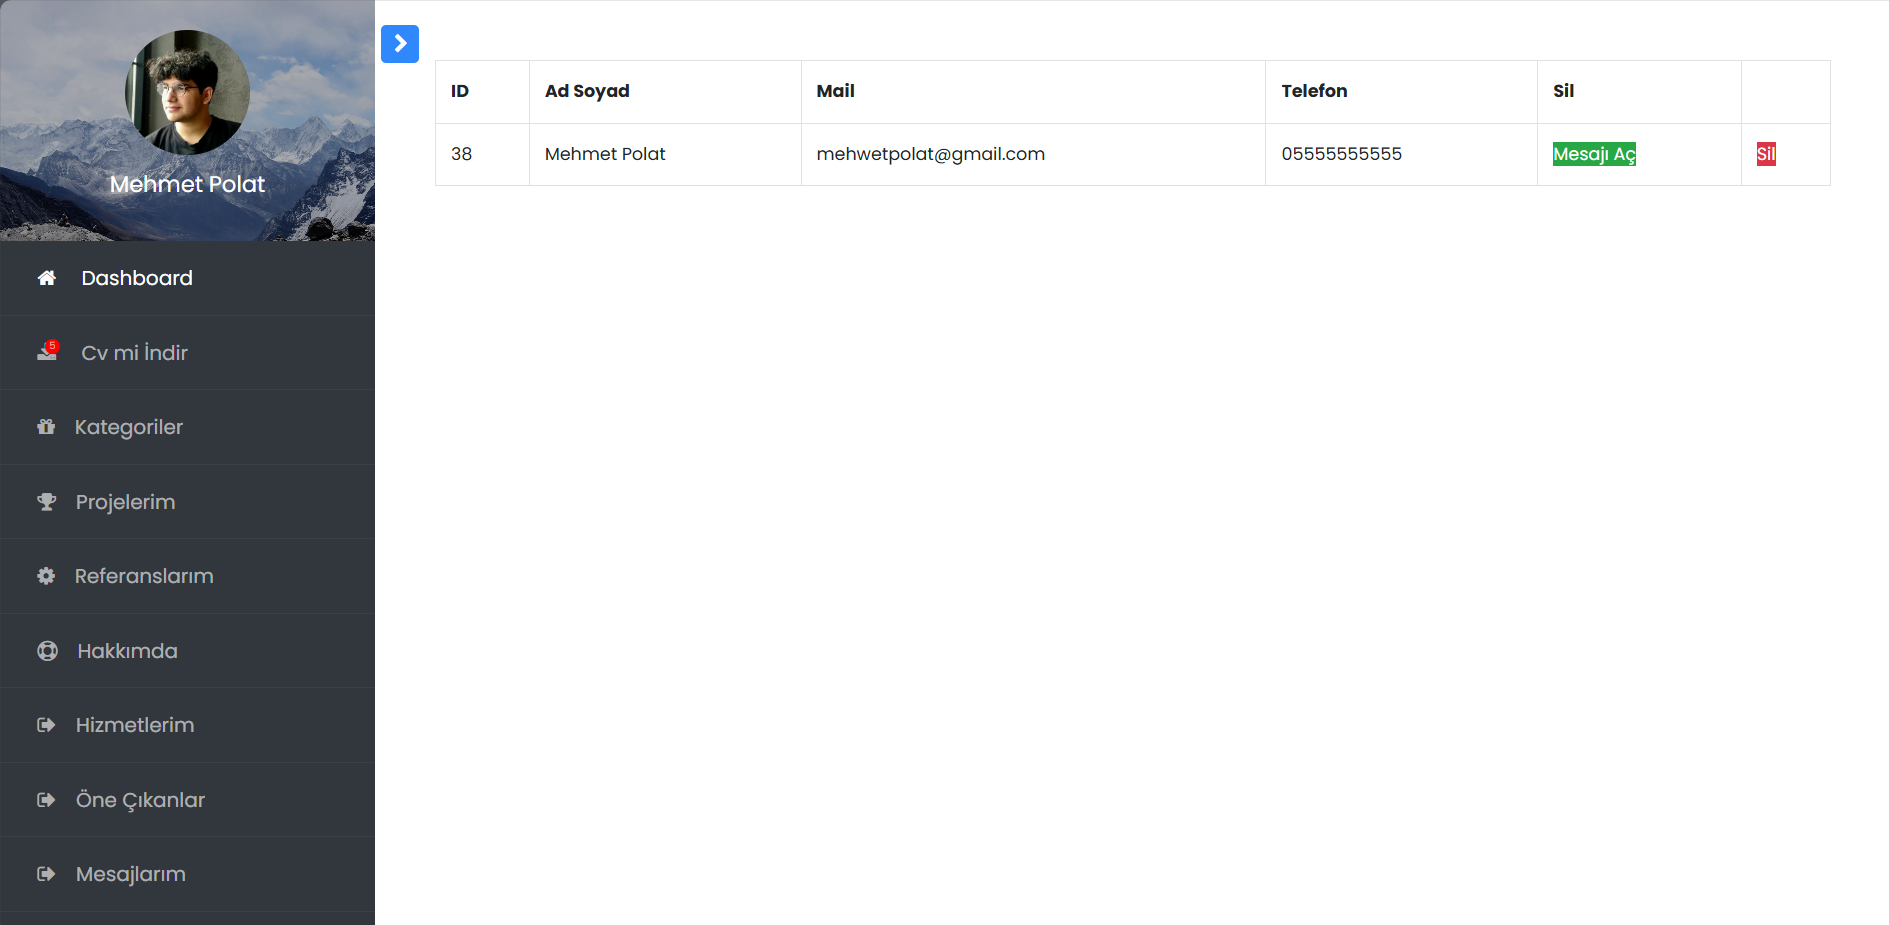 Mehmet Polat
Dashboard
5
Cv mi İndir
Kategoriler
Projelerim
Referanslarım
Hakkımda
Hizmetlerim
Öne Çıkanlar
Mesajlarım
ID Ad Soyad Mail Telefon Sil
38 Mehmet Polat mehwetpolat@gmail.com 05555555555 Mesajı Aç Sil